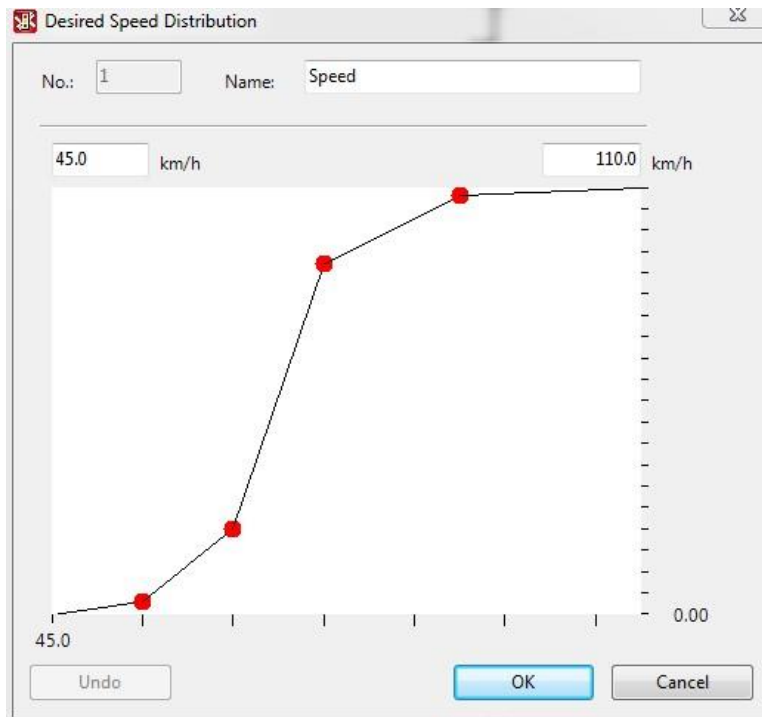 Desired Speed Distribution
No.: 1 Name: Speed
45.0 km/h 110.0 km/h
0.00
45.0
Undo OK Cancel